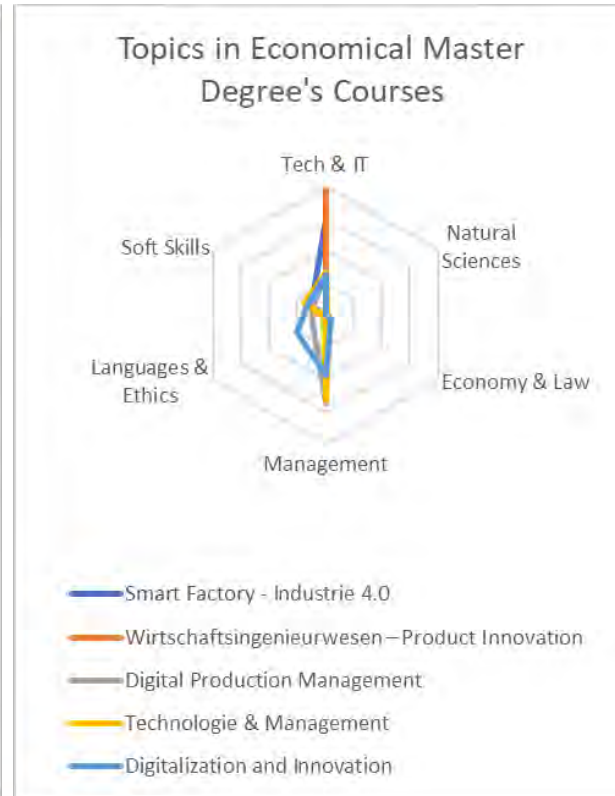 Topics in Economical Master
Degree's Courses
Tech & IT
Soft Skills
Natural
Sciences
Languages &
Ethics
Economy & Law
Management
Smart Factory - Industrie 4.0
Wirtschaftsingenieurwesen – Product Innovation
Digital Production Management
Technologie & Management
Digitalization and Innovation